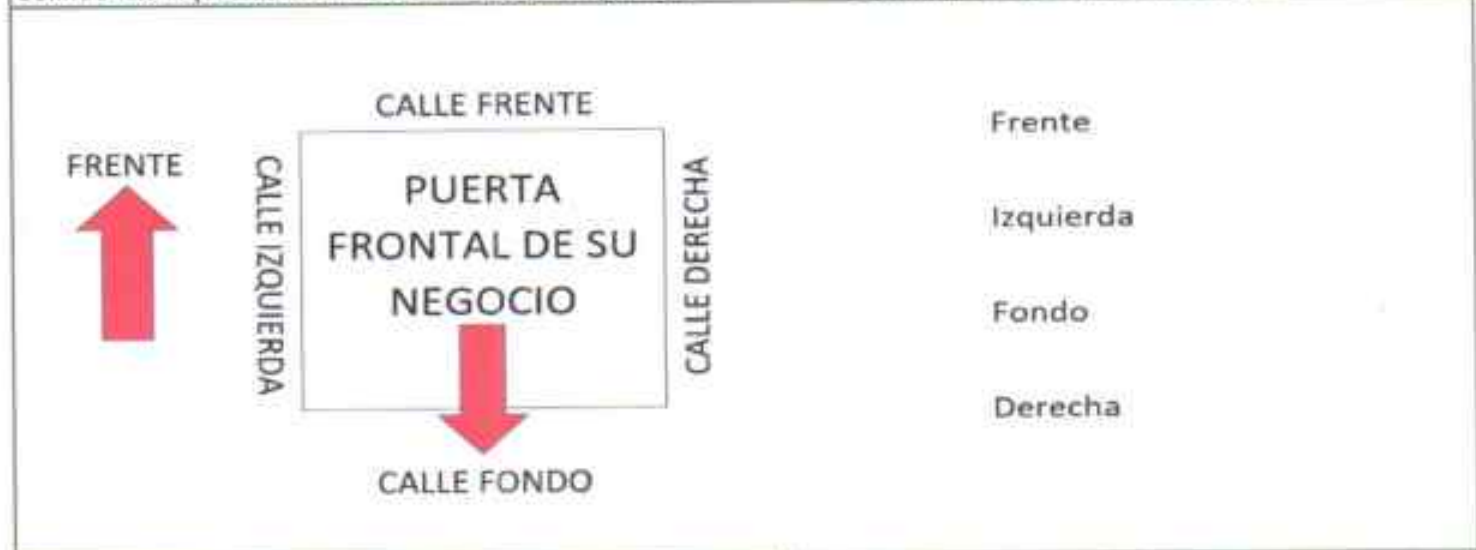 CALLE FRENTE
FRENTE
CALLE IZQUIERDA
PUERTA
FRONTAL DE SU
NEGOCIO
CALLE DERECHA
CALLE FONDO
Frente
Izquierda
Fondo
Derecha